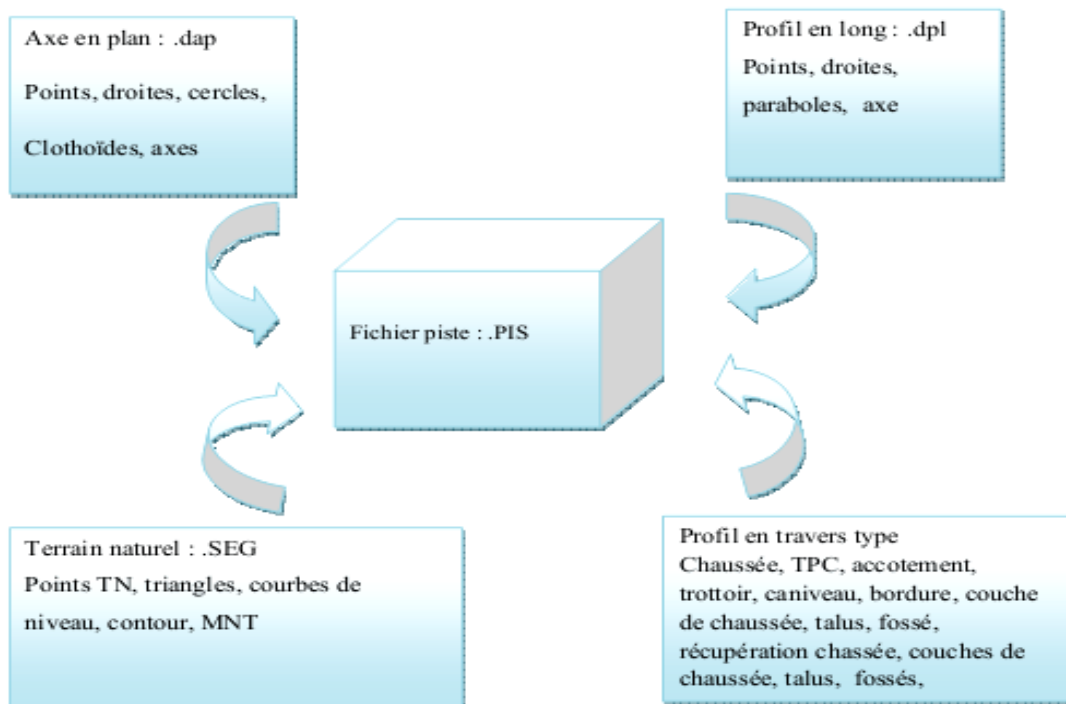 Axe en plan : .dap
Points, droites, cercles,
Clothoïdes, axes
Profil en long : .dpl
Points, droites,
paraboles, axe
Fichier piste : .PIS
Terrain naturel : .SEG
Points TN, triangles, courbes de
niveau, contour, MNT
Profil en travers type
Chaussée, TPC, accotement,
trottoir, caniveau, bordure, couche
de chaussée, talus, fossé,
récupération chassée, couches de
chaussée, talus, fossés,